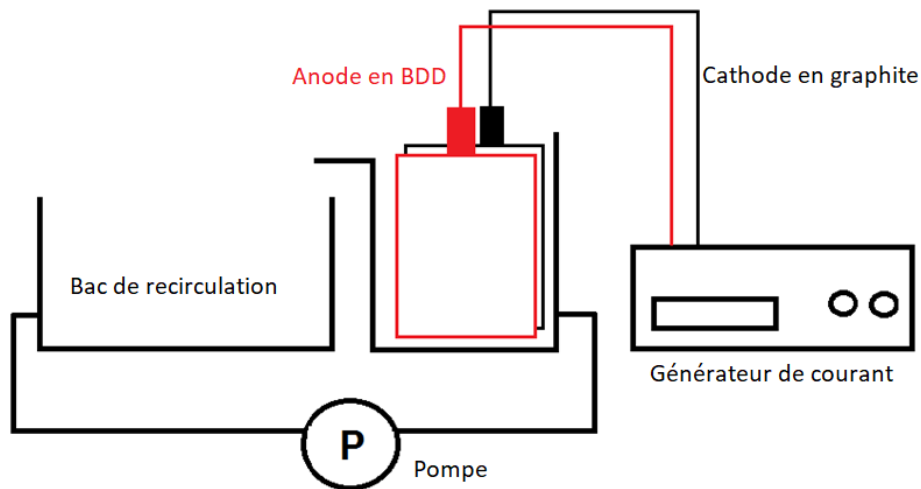 Anode en BDD
Cathode en graphite
Bac de recirculation
Générateur de courant
P
Pompe